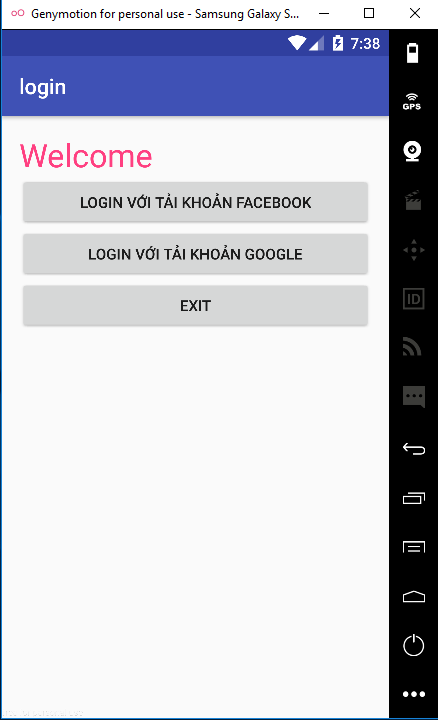 Genymotion for personal use - Samsung Galaxy S...
7:38
login
GPS
Welcome
LOGIN VỚI TẢI KHOẢN FACEBOOK
LOGIN VỚI TẢI KHOẢN GOOGLE
ID
EXIT